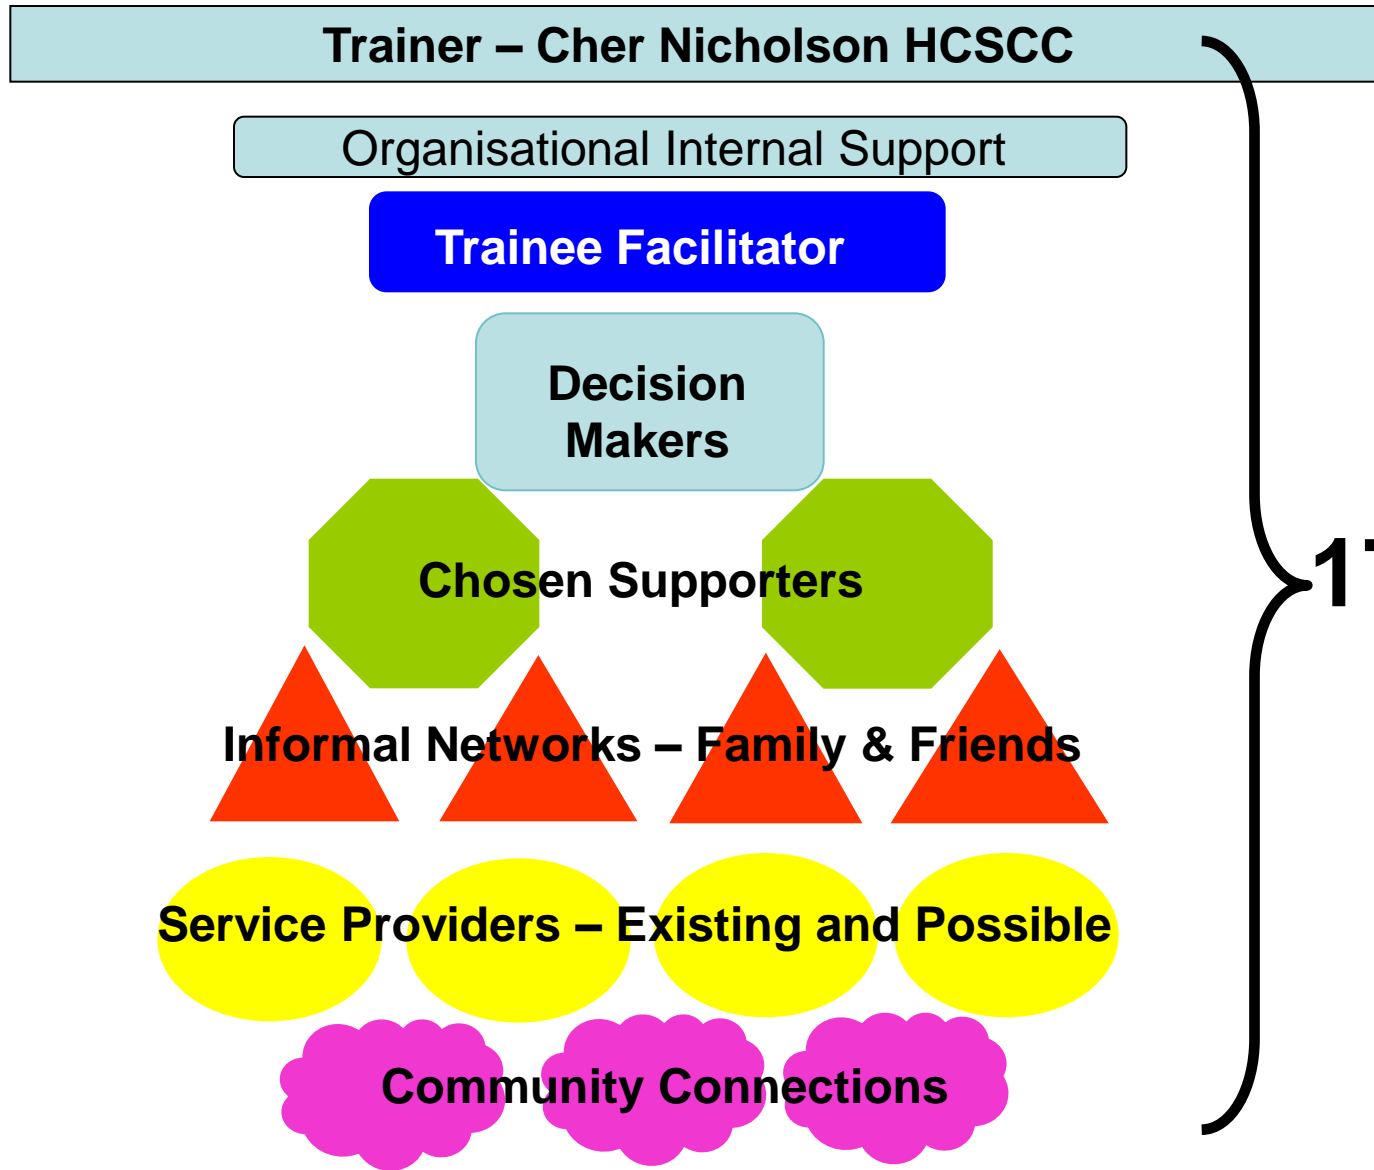 Trainer – Cher Nicholson HCSCC
Organisational Internal Support
Trainee Facilitator
Decision
Makers
Chosen Supporters
Informal Networks – Family & Friends
Service Providers – Existing and Possible
Community Connections